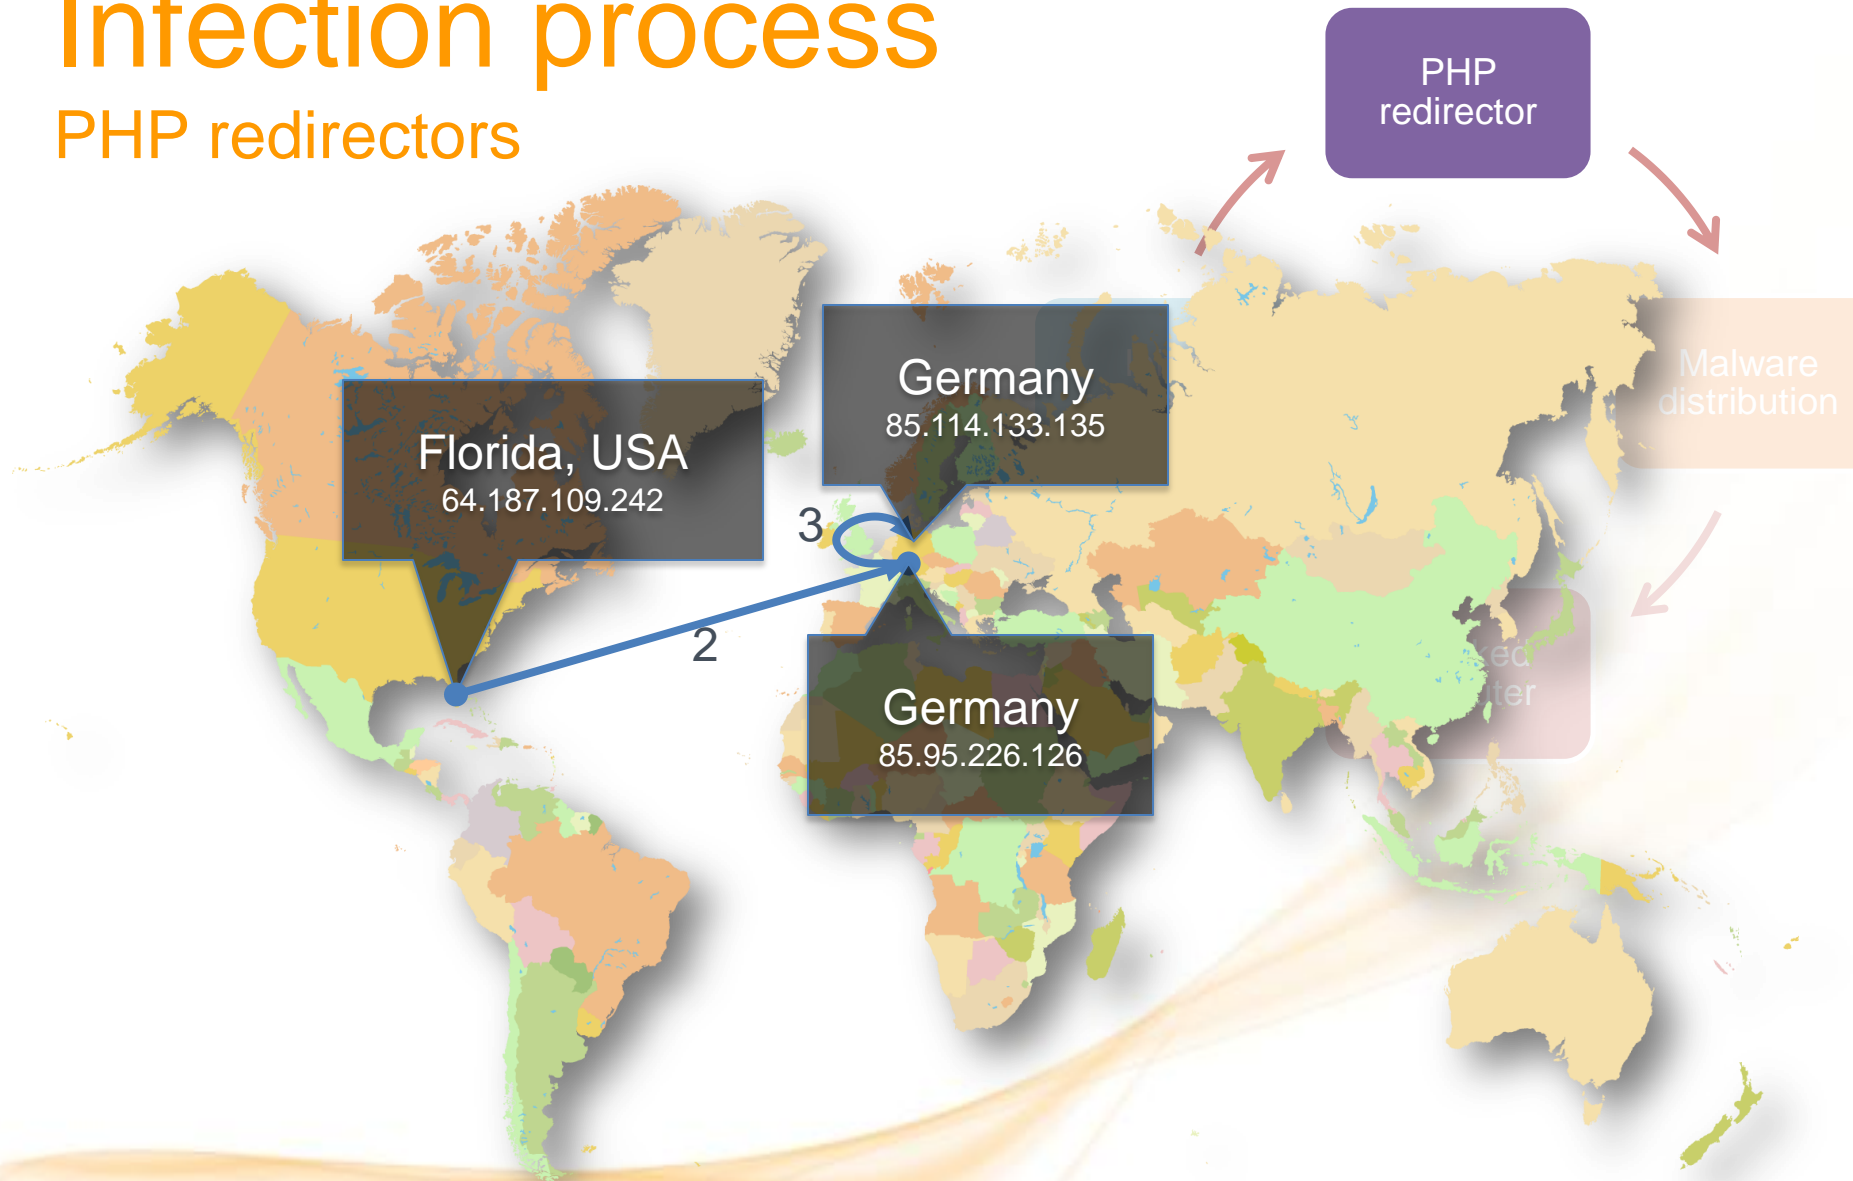 Infection process
PHP redirectors
PHP
redirector
Malware
distribution
Germany
85.114.133.135
Florida, USA
64.187.109.242
3
2
Germany
85.95.226.126